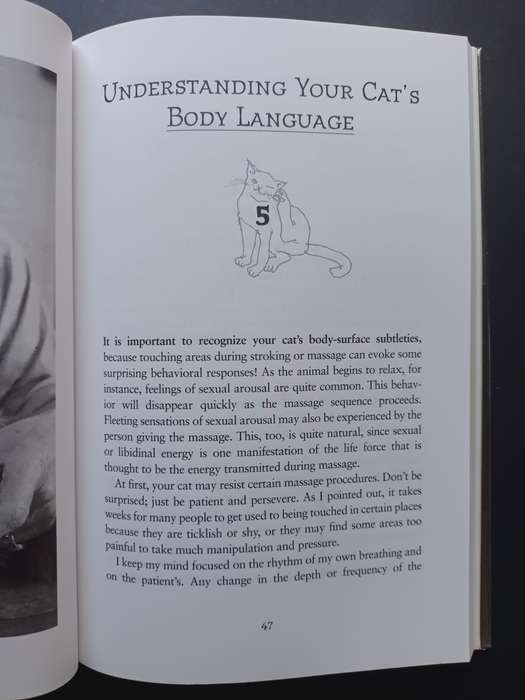 Understanding Your Cat's
Body Language
5
It is important to recognize your cat's body-surface subtleties,
because touching areas during stroking or massage can evoke some
surprising behavioral responses! As the animal begins to relax, for
instance, feelings of sexual arousal are quite common. This behav-
ior will disappear quickly as the massage sequence proceeds.
Fleeting sensations of sexual arousal may also be experienced by the
person giving the massage. This, too, is quite natural, since sexual
or libidinal energy is one manifestation of the life force that is
thought to be the energy transmitted during massage.
At first, your cat may resist certain massage procedures. Don't be
surprised; just be patient and persevere. As I pointed out, it takes
weeks for many people to get used to being touched in certain places
because they are ticklish or shy, or they may find some areas too
painful to take much manipulation and pressure.
I keep my mind focused on the rhythm of my own breathing and
on the patient's. Any change in the depth or frequency of the
47